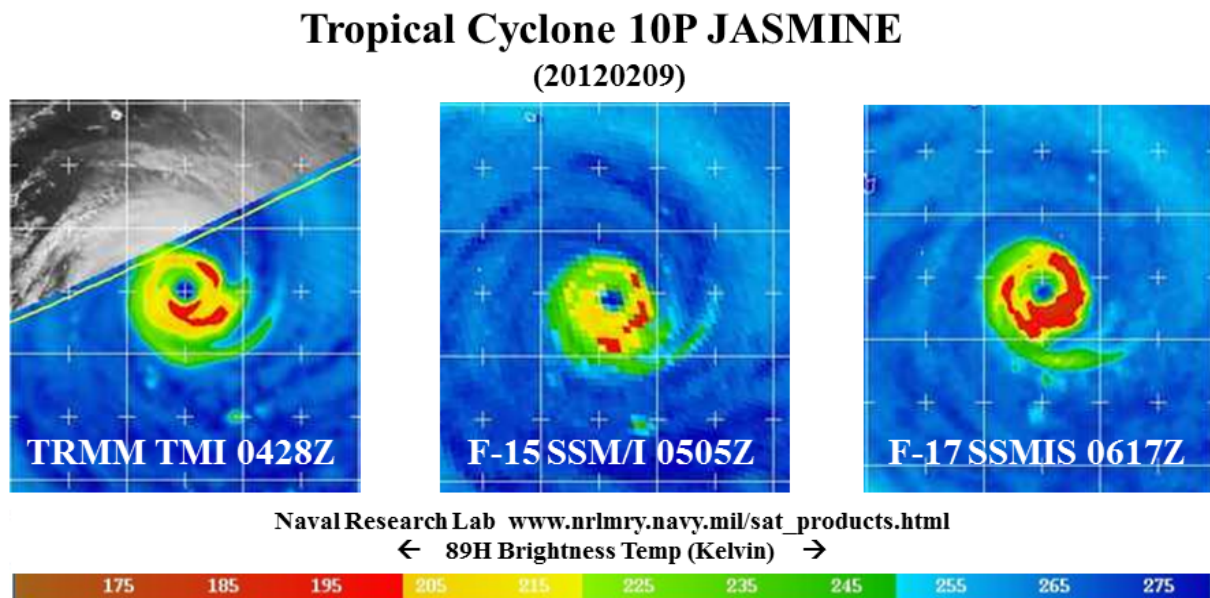 Tropical Cyclone 10P JASMINE
(20120209)
TRMM TMI 0428Z
F-15 SSM/I 0505Z
F-17 SSMIS 0617Z
Naval Research Lab www.nrlmry.navy.mil/sat_products.html
← 89H Brightness Temp (Kelvin) →
175 185 195 205 215 225 235 245 255 265 275